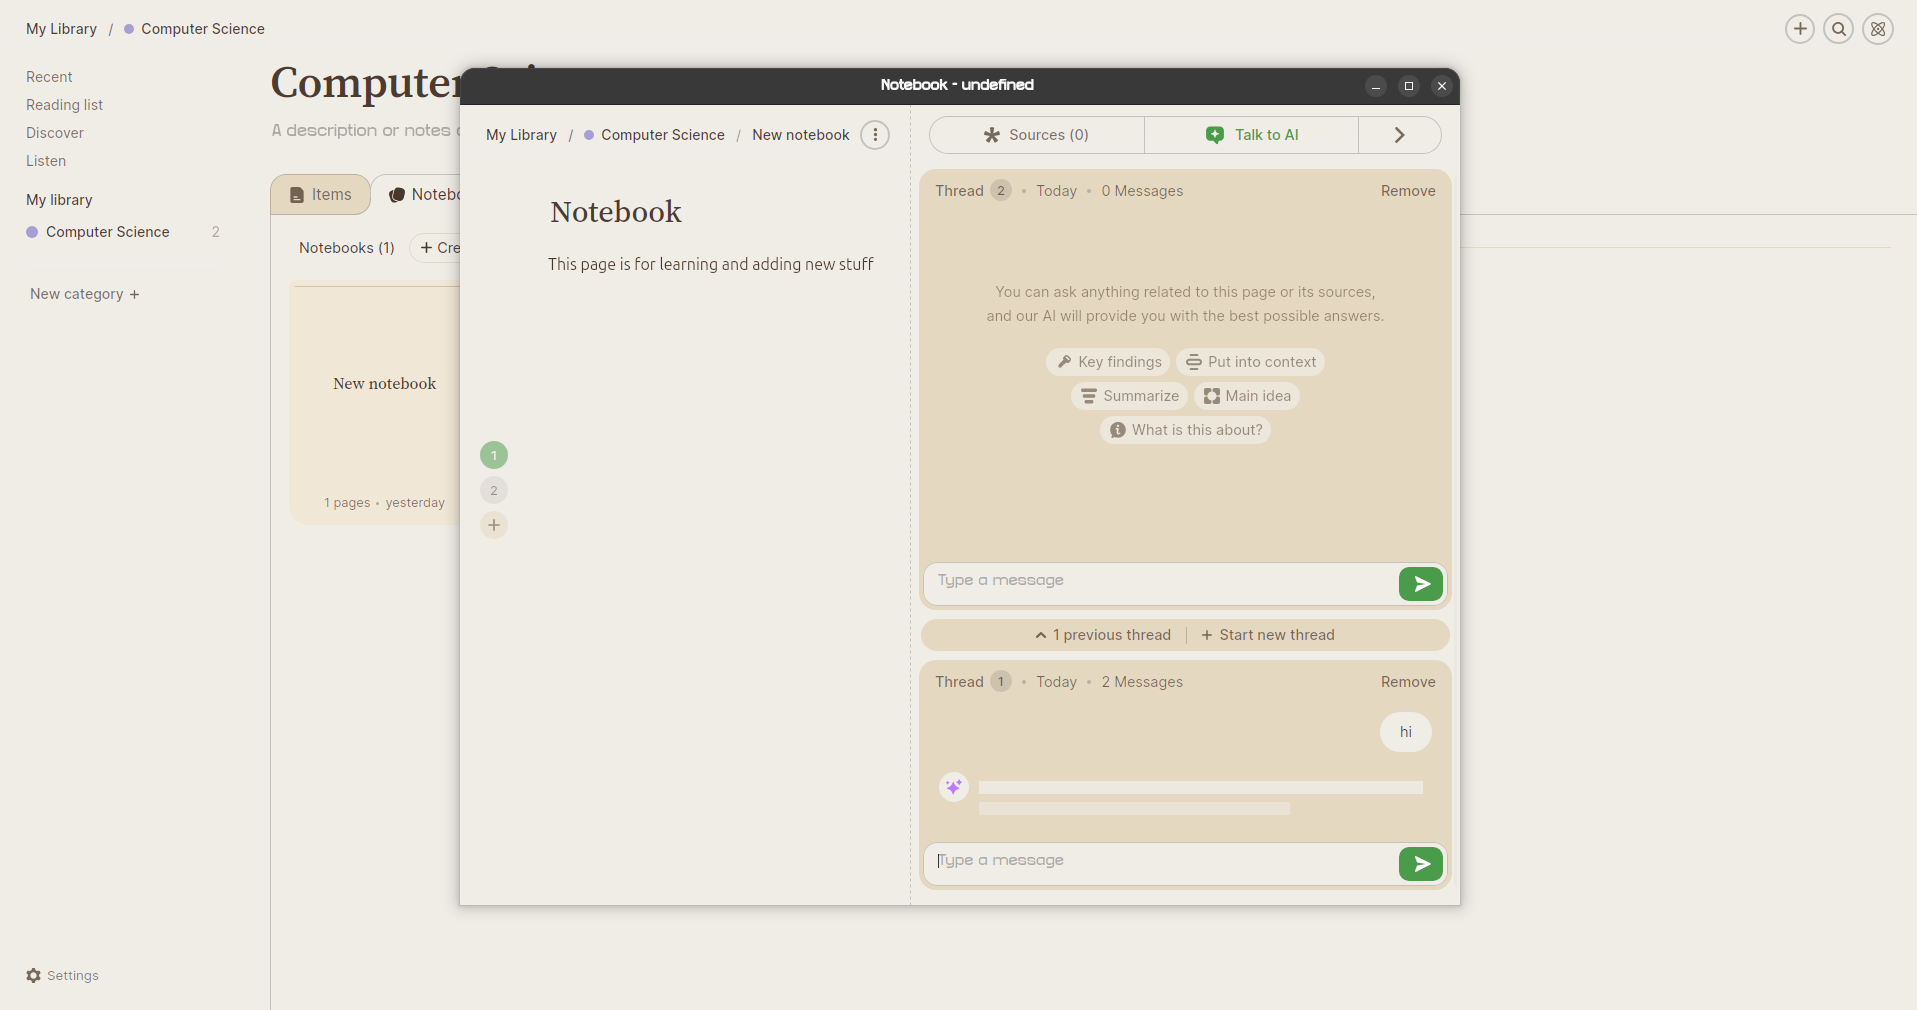 My Library / Computer Science
Recent
Reading list
Discover
Listen
My library
Computer Science 2
New category +
Settings
Computer
A description or notes
Items
Notebooks (1)
+
New notebook
1 pages • yesterday
Notebook - undefined
My Library / Computer Science / New notebook
Notebook
This page is for learning and adding new stuff
1
2
+
Sources (0)
Talk to AI
Thread 2 • Today • 0 Messages Remove
You can ask anything related to this page or its sources,
and our AI will provide you with the best possible answers.
Key findings
Put into context
Summarize
Main idea
What is this about?
Type a message
1 previous thread
+ Start new thread
Thread 1 • Today • 2 Messages Remove
hi
Type a message